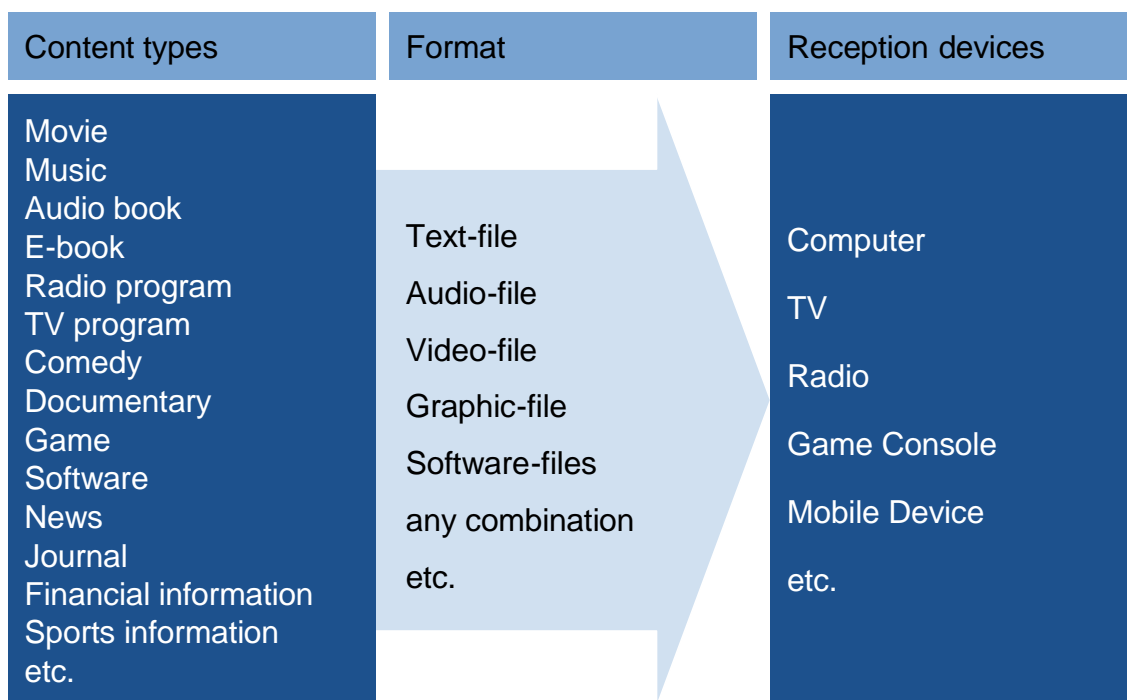 Content types
Movie
Music
Audio book
E-book
Radio program
TV program
Comedy
Documentary
Game
Software
News
Journal
Financial information
Sports information
etc.
Format
Text-file
Audio-file
Video-file
Graphic-file
Software-files
any combination
etc.
Reception devices
Computer
TV
Radio
Game Console
Mobile Device
etc.